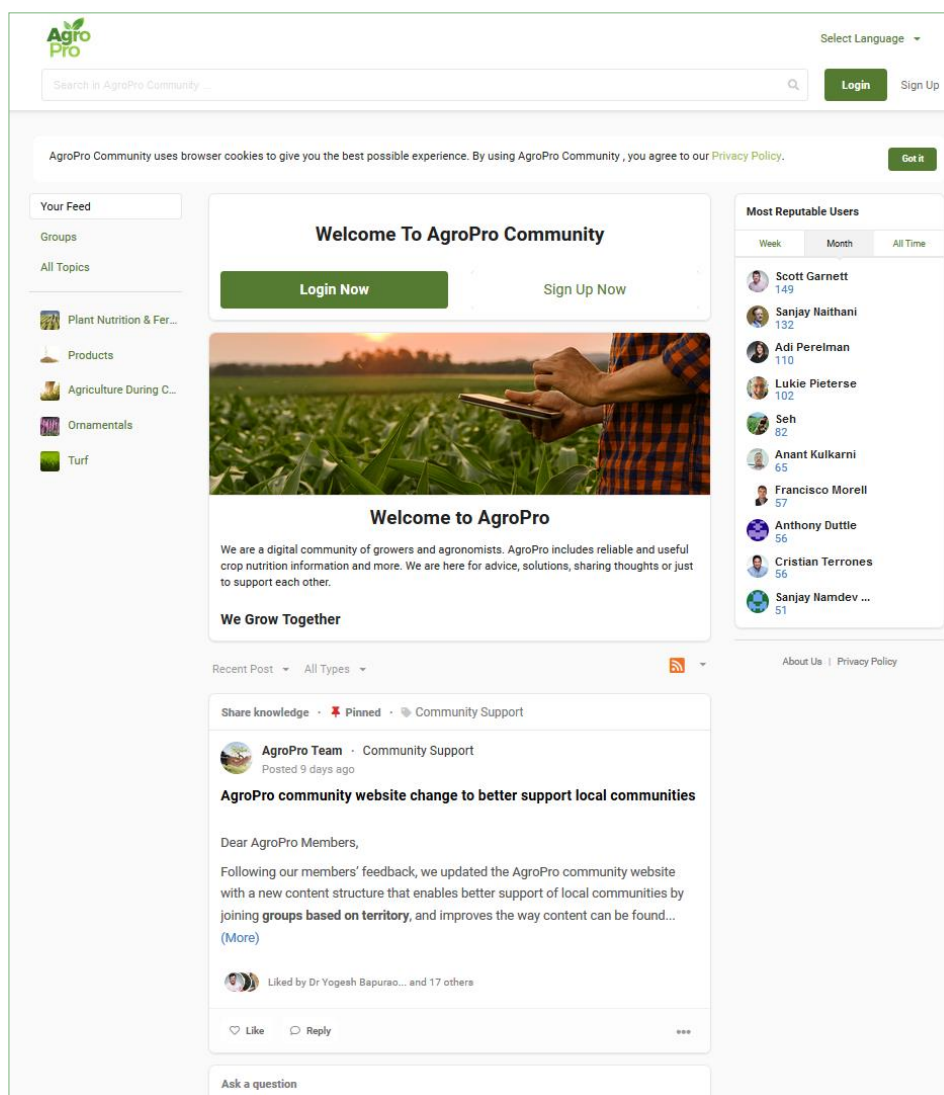 Agro
Pro
Select Language
Search in AgroPro Community ...
Login
Sign Up
AgroPro Community uses browser cookies to give you the best possible experience. By using AgroPro Community , you agree to our Privacy Policy.
Got it
Your Feed
Groups
All Topics
Plant Nutrition & Fer...
Products
Agriculture During C...
Ornamentals
Turf
Welcome To AgroPro Community
Login Now
Sign Up Now
Welcome to AgroPro
We are a digital community of growers and agronomists. AgroPro includes reliable and useful
crop nutrition information and more. We are here for advice, solutions, sharing thoughts or just
to support each other.
We Grow Together
Recent Post
All Types
Share knowledge · Pinned · Community Support
AgroPro Team · Community Support
Posted 9 days ago
AgroPro community website change to better support local communities
Dear AgroPro Members,
Following our members' feedback, we updated the AgroPro community website
with a new content structure that enables better support of local communities by
joining groups based on territory, and improves the way content can be found...
(More)
Liked by Dr Yogesh Bapurao... and 17 others
Like
Reply
Ask a question
Most Reputable Users
Week
Month
All Time
Scott Garnett
149
Sanjay Naithani
132
Adi Perelman
110
Lukie Pieterse
102
Seh
82
Anant Kulkarni
65
Francisco Morell
57
Anthony Duttle
56
Cristian Terrones
56
Sanjay Namdev ...
51
About Us | Privacy Policy